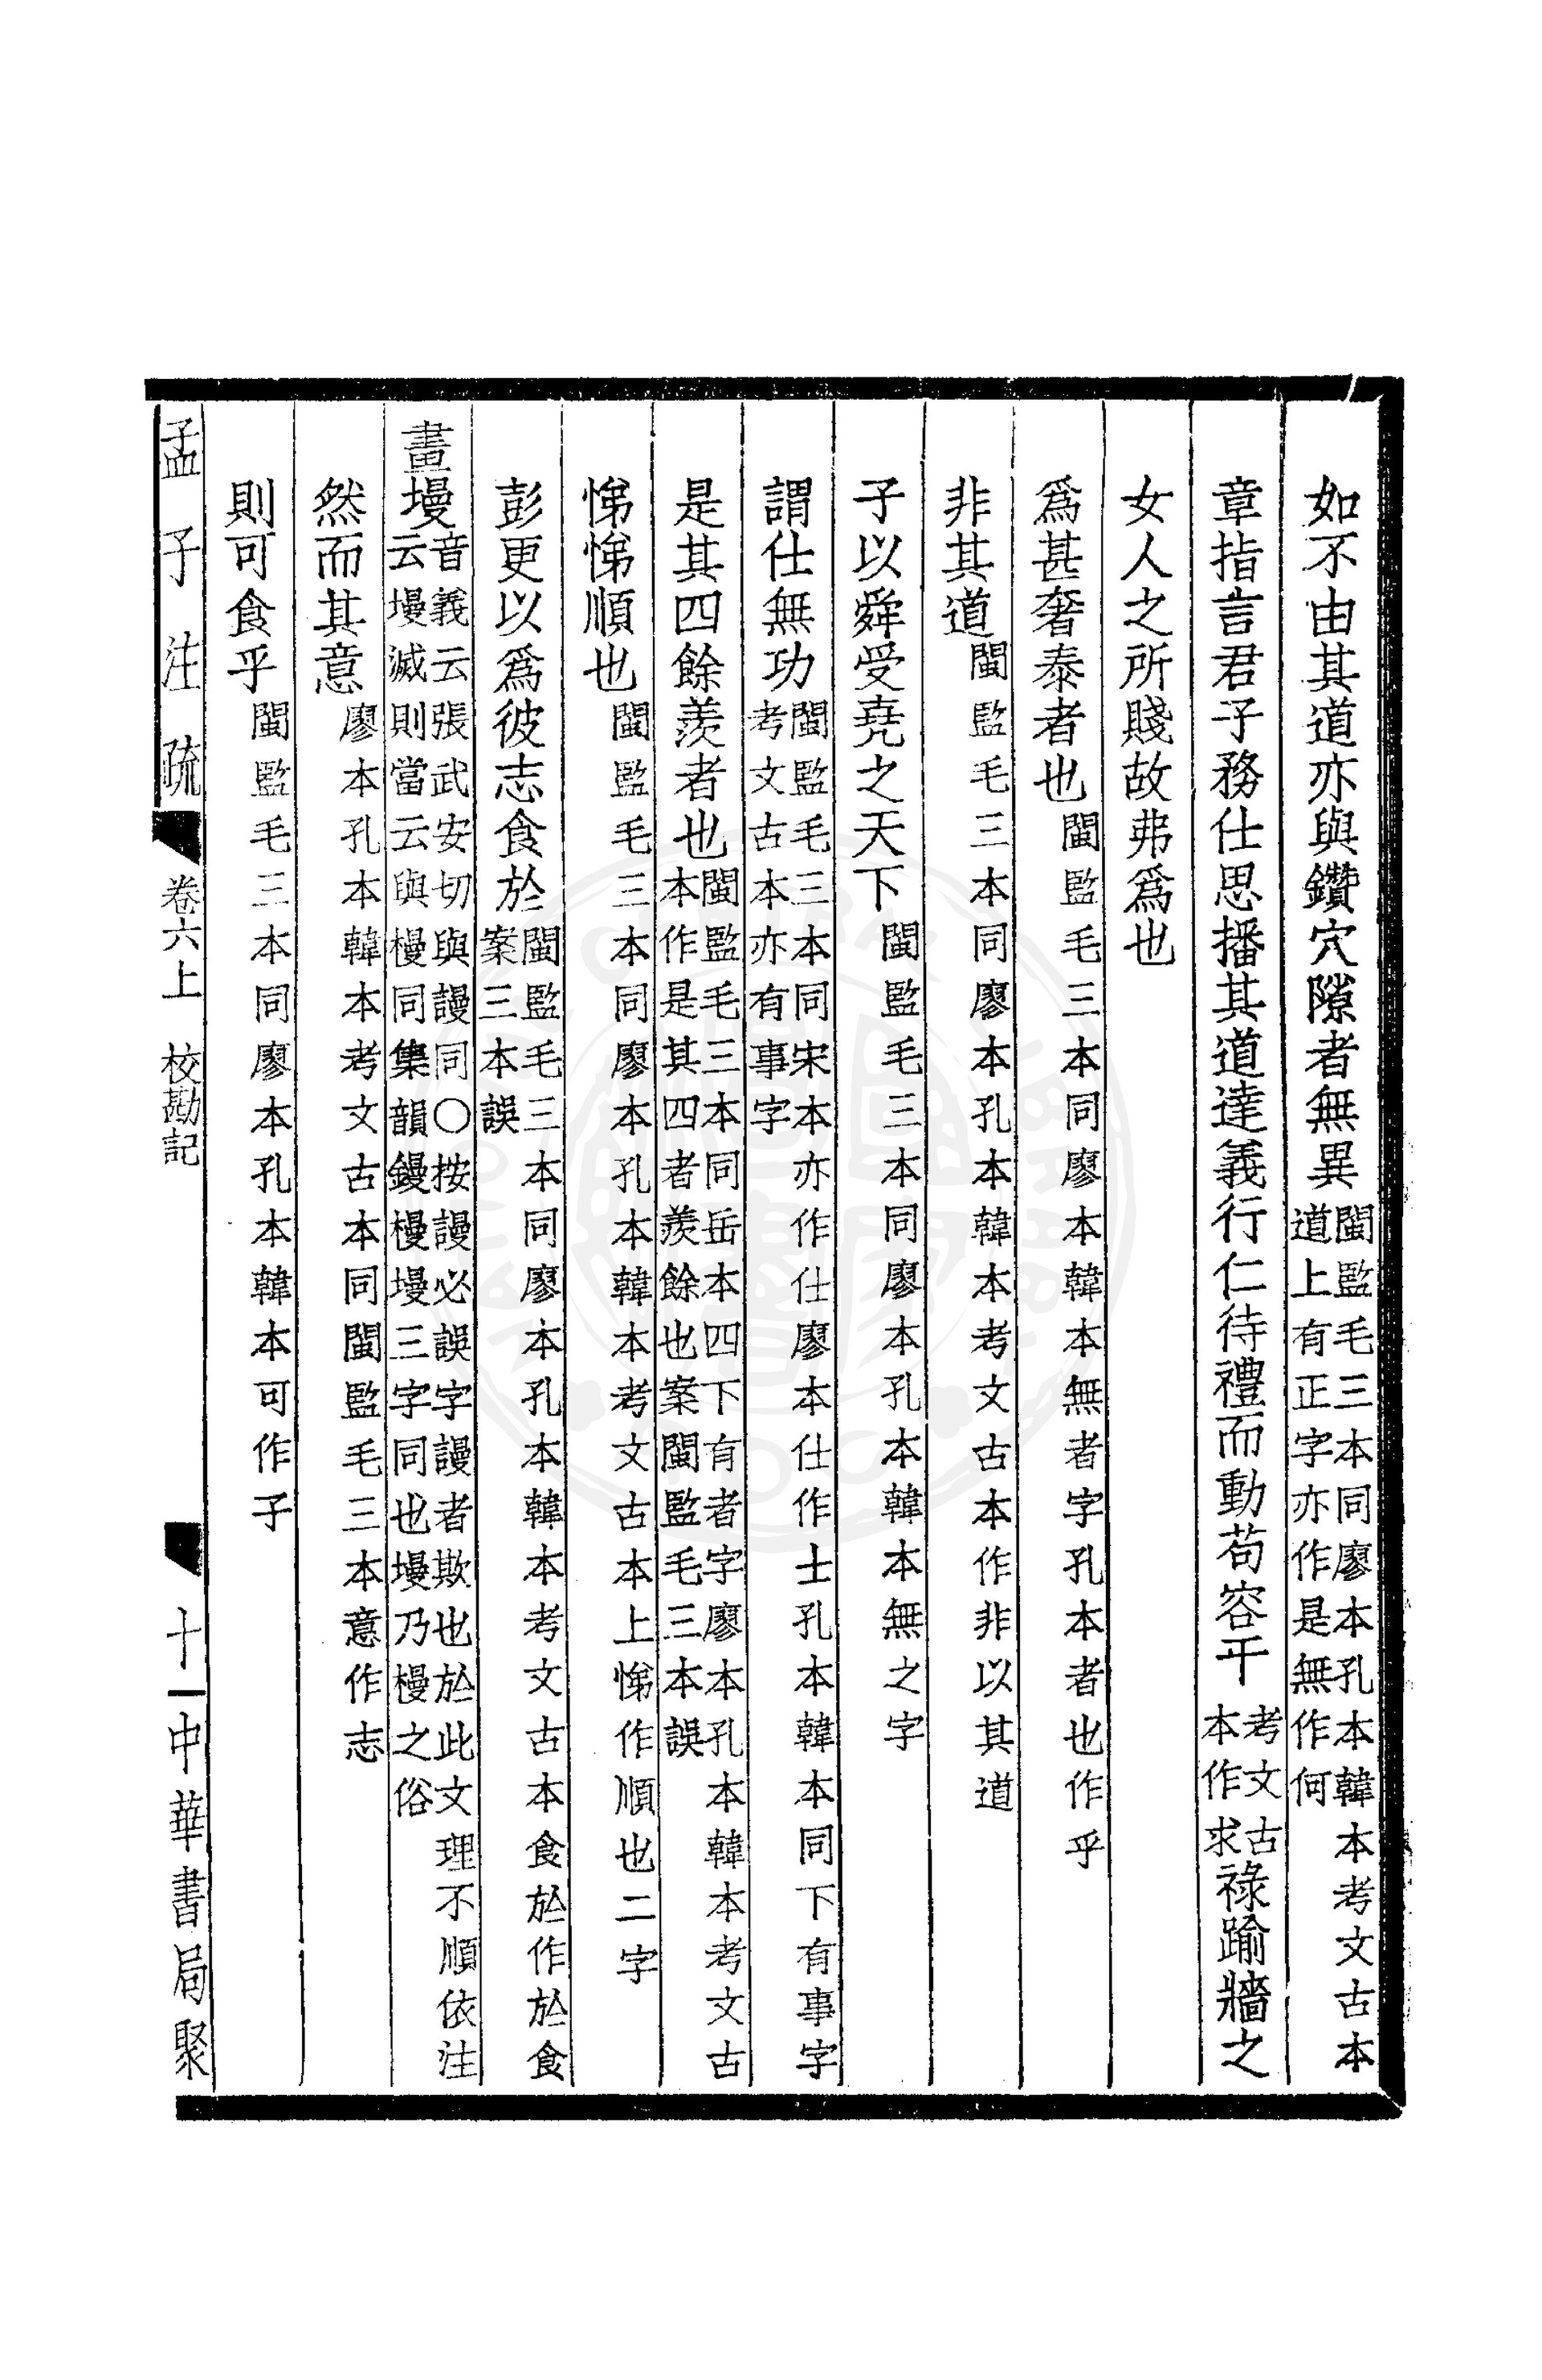 如不由其道亦與鑽穴隙者無異閩監毛三本同廖本孔本韓本考文古本道上有正字亦作是無作何
章指言君子務仕思播其道達義行仁待禮而動苟容干考文古本作求祿踰牆之
女人之所賤故弗爲也
爲甚奢泰者也閩監毛三本同廖本韓本無者字孔本者也作乎
非其道閩監毛三本同廖本孔本韓本考文古本作非以其道
子以舜受堯之天下閩監毛三本同廖本孔本韓本無之字
謂仕無功閩監毛三本同宋本亦作仕廖本仕作士孔本韓本同下有事字考文古本亦有事字
是其四餘羨者也閩監毛三本同岳本四下有者字廖本孔本韓本考文古本作是其四者羨餘也案閩監毛三本誤
悌悌順也閩監毛三本同廖本孔本韓本考文古本上悌作順也二字
彭更以爲彼志食於閩監毛三本同廖本孔本韓本考文古本食於作於食案三本誤
畫墁音義云張武安切與謾同〇按謾必誤字謾者欺也於此文理不順依注云墁滅則當云與槾同集韻鏝槾墁三字同也墁乃槾之俗
然而其意廖本孔本韓本考文古本同閩監毛三本意作志
則可食乎閩監毛三本同廖本孔本韓本可作子
孟子注疏 卷六上 校勘記 十一 中華書局聚